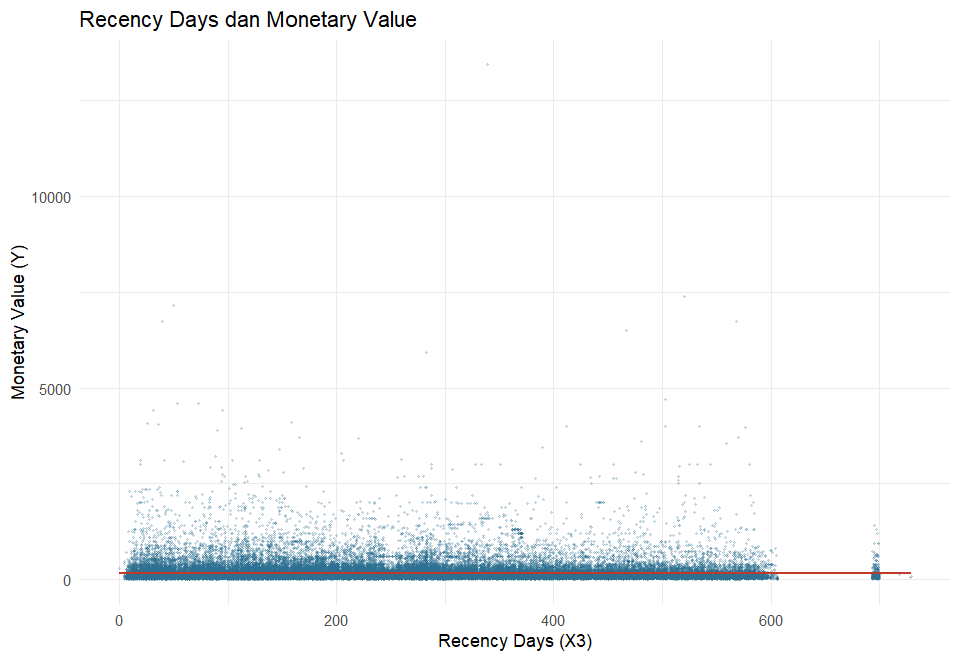 Recency Days dan Monetary Value
Monetary Value (Y)
10000
5000
0
0
200
400
600
Recency Days (X3)